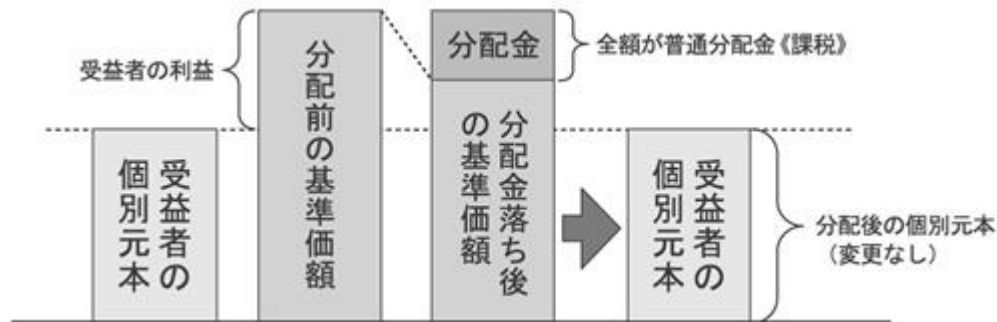 受益者の利益
受益者の
個別元本
分配前の基準価額
分配金
全額が普通分配金《課税》
分配金落ち後
の基準価額
受益者の
個別元本
分配後の個別元本
（変更なし）